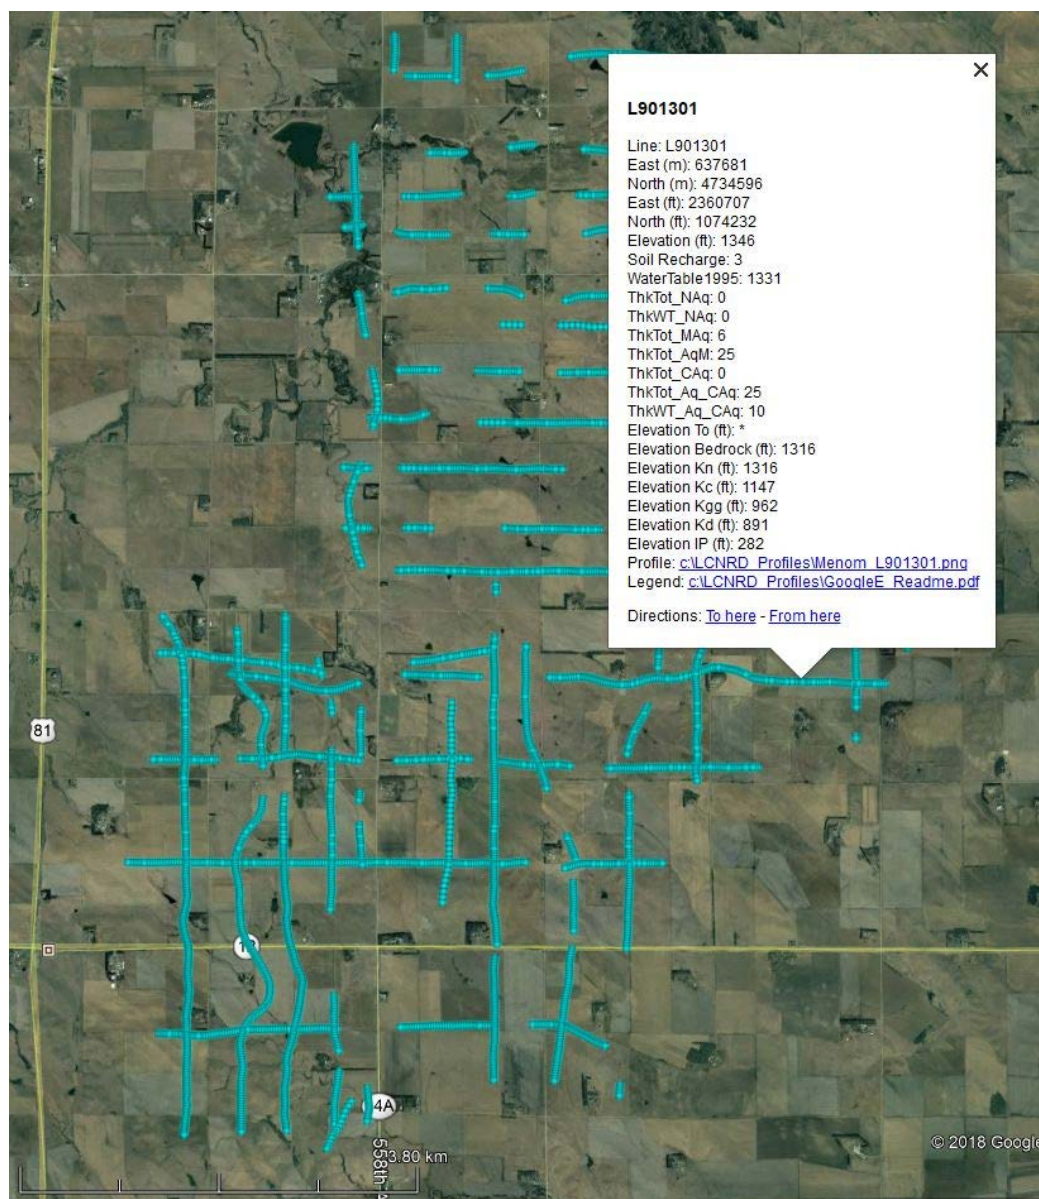 L901301
Line: L901301
East (m): 637681
North (m): 4734596
East (ft): 2360707
North (ft): 1074232
Elevation (ft): 1346
Soil Recharge: 3
WaterTable1995: 1331
ThkTot_NAq: 0
ThkWT_NAq: 0
ThkTot_MAq: 6
ThkTot_AqM: 25
ThkTot_CAq: 0
ThkTot_Aq_CAq: 25
ThkWT_Aq_CAq: 10
Elevation To (ft): *
Elevation Bedrock (ft): 1316
Elevation Kn (ft): 1316
Elevation Kc (ft): 1147
Elevation Kgg (ft): 962
Elevation Kd (ft): 891
Elevation IP (ft): 282
Profile: c:\LCNRD_Profiles\Menom_L901301.png
Legend: c:\LCNRD_Profiles\GoogleE_Readme.pdf
Directions: To here - From here
81
4A
558th
3.80 km
© 2018 Google